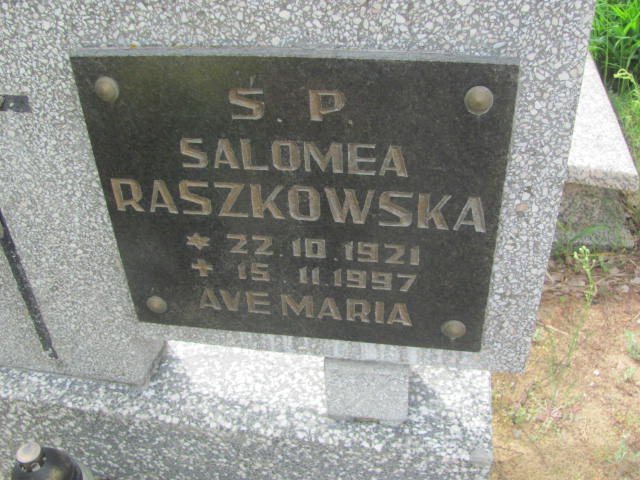 Ś. P.
SALOMEA
RASZKOWSKA
* 22.10.1921
+ 15.11.1997
AVE MARIA